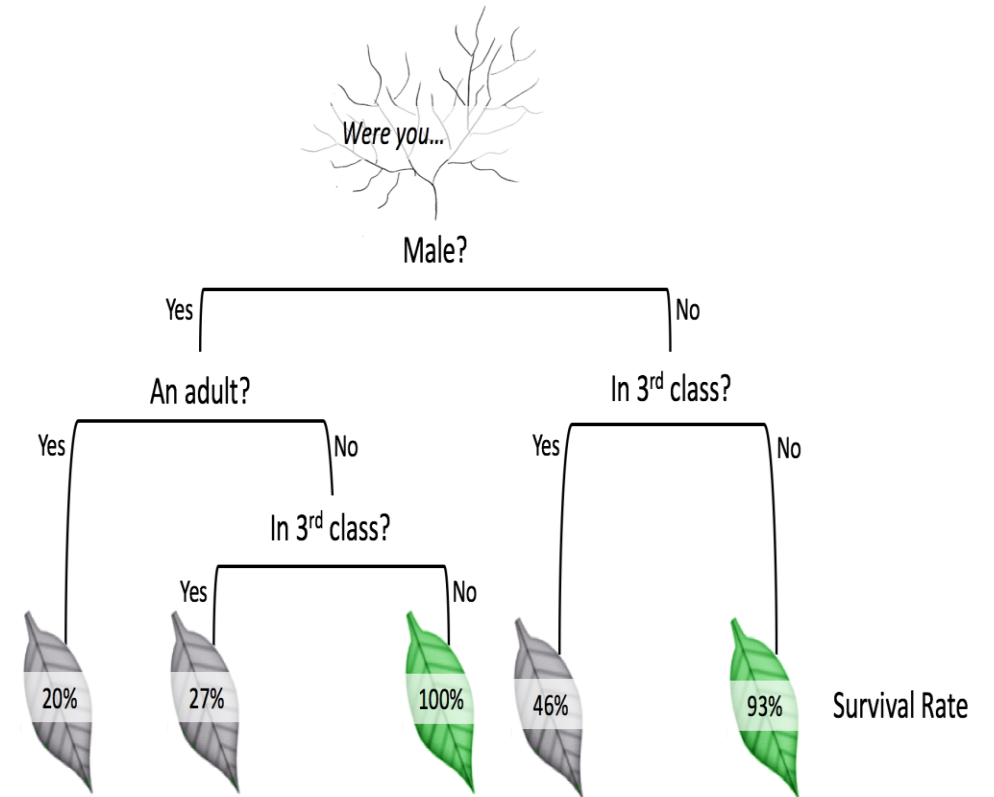 Were you...
Male?
Yes
No
An adult?
In 3rd class?
Yes
No
Yes
No
In 3rd class?
Yes
No
20%
27%
100%
46%
93%
Survival Rate